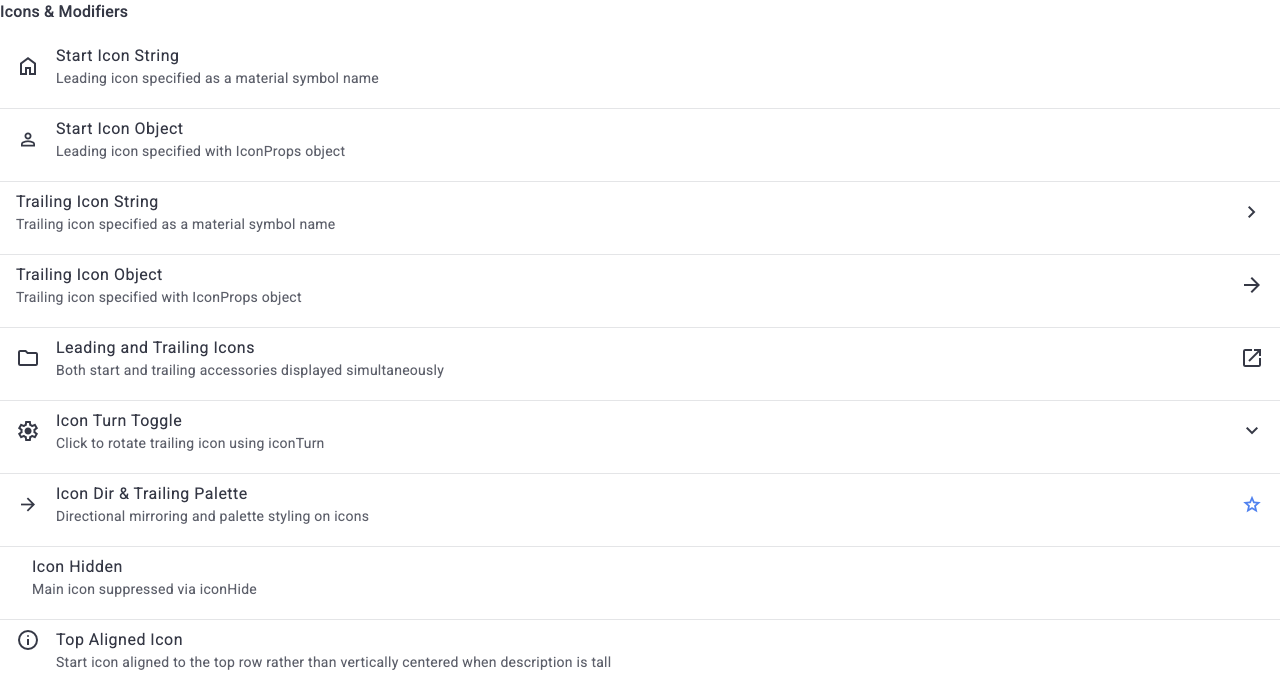 Icons & Modifiers
Start Icon String
Leading icon specified as a material symbol name
Start Icon Object
Leading icon specified with IconProps object
Trailing Icon String
Trailing icon specified as a material symbol name
Trailing Icon Object
Trailing icon specified with IconProps object
Leading and Trailing Icons
Both start and trailing accessories displayed simultaneously
Icon Turn Toggle
Click to rotate trailing icon using iconTurn
Icon Dir & Trailing Palette
Directional mirroring and palette styling on icons
Icon Hidden
Main icon suppressed via iconHide
Top Aligned Icon
Start icon aligned to the top row rather than vertically centered when description is tall